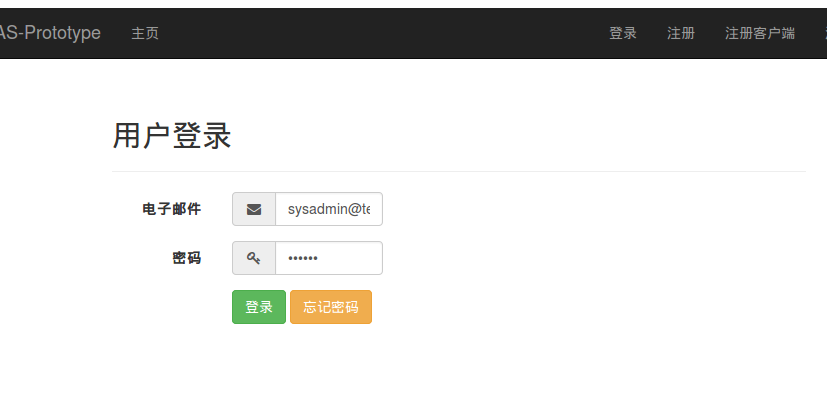 AS-Prototype 主页 登录 注册 注册客户端
用户登录
电子邮件 sysadmin@te
密码 ••••••
登录 忘记密码